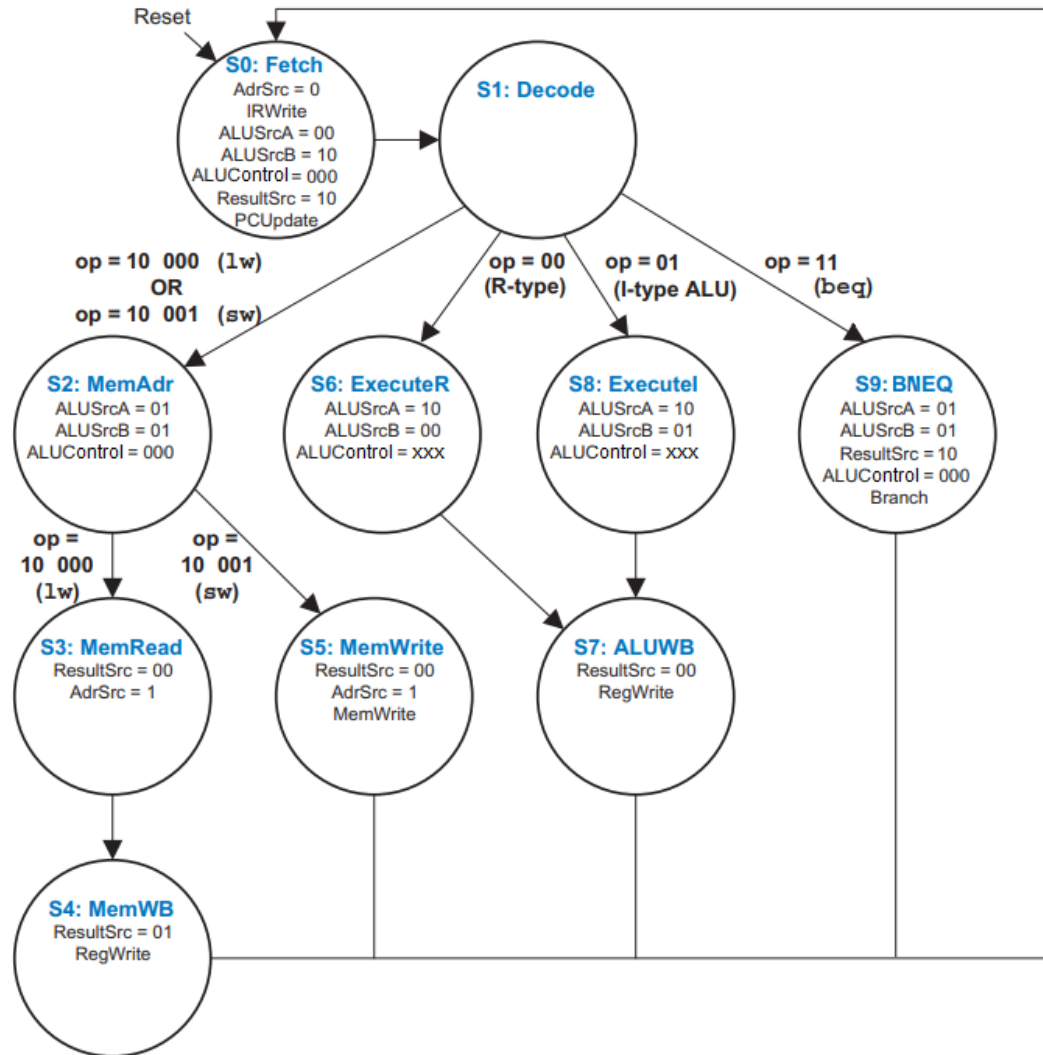 Reset
S0: Fetch
AdrSrc = 0
IRWrite
ALUSrcA = 00
ALUSrcB = 10
ALUControl = 000
ResultSrc = 10
PCUpdate
S1: Decode
op = 10 000 (lw)
OR
op = 10 001 (sw)
op = 00
(R-type)
op = 01
(I-type ALU)
op = 11
(beq)
S2: MemAdr
ALUSrcA = 01
ALUSrcB = 01
ALUControl = 000
S6: ExecuteR
ALUSrcA = 10
ALUSrcB = 00
ALUControl = xxx
S8: ExecuteI
ALUSrcA = 10
ALUSrcB = 01
ALUControl = xxx
S9: BNEQ
ALUSrcA = 01
ALUSrcB = 01
ResultSrc = 10
ALUControl = 000
Branch
op =
10 000
(lw)
op =
10 001
(sw)
S3: MemRead
ResultSrc = 00
AdrSrc = 1
S5: MemWrite
ResultSrc = 00
AdrSrc = 1
MemWrite
S7: ALUWB
ResultSrc = 00
RegWrite
S4: MemWB
ResultSrc = 01
RegWrite